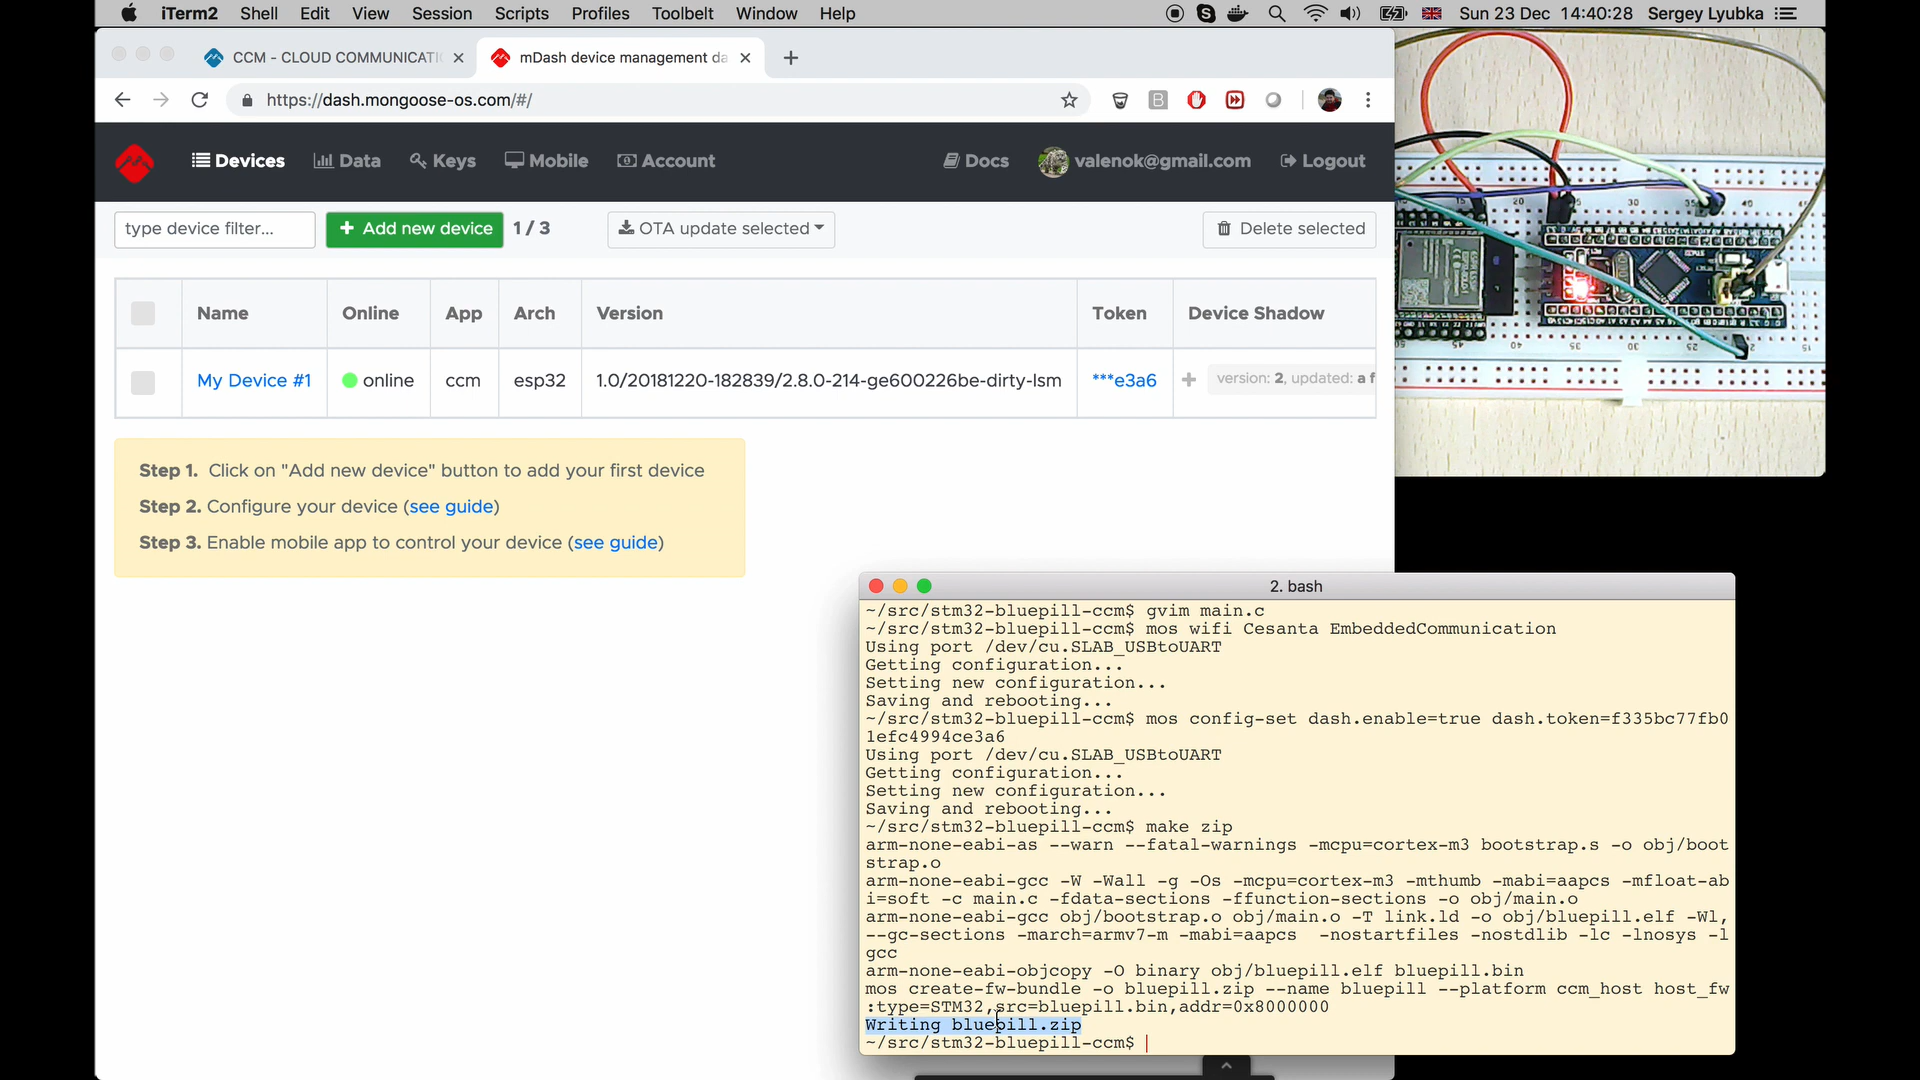 iTerm2 Shell Edit View Session Scripts Profiles Toolbelt Window Help Sun 23 Dec 14:40:28 Sergey Lyubka
CCM - CLOUD COMMUNICATI
mDash device management da
https://dash.mongoose-os.com/#/
Devices Data Keys Mobile Account Docs valenok@gmail.com Logout
type device filter... + Add new device 1 / 3 OTA update selected Delete selected
Name Online App Arch Version Token Device Shadow
My Device #1 online ccm esp32 1.0/20181220-182839/2.8.0-214-ge600226be-dirty-lsm ***e3a6 + version: 2, updated: a f
Step 1. Click on "Add new device" button to add your first device
Step 2. Configure your device (see guide)
Step 3. Enable mobile app to control your device (see guide)
2. bash
~/src/stm32-bluepill-ccm$ gvim main.c
~/src/stm32-bluepill-ccm$ mos wifi Cesanta EmbeddedCommunication
Using port /dev/cu.SLAB_USBtoUART
Getting configuration...
Setting new configuration...
Saving and rebooting...
~/src/stm32-bluepill-ccm$ mos config-set dash.enable=true dash.token=f335bc77fb0
1efc4994ce3a6
Using port /dev/cu.SLAB_USBtoUART
Getting configuration...
Setting new configuration...
Saving and rebooting...
~/src/stm32-bluepill-ccm$ make zip
arm-none-eabi-as --warn --fatal-warnings -mcpu=cortex-m3 bootstrap.s -o obj/boot
strap.o
arm-none-eabi-gcc -W -Wall -g -Os -mcpu=cortex-m3 -mthumb -mabi=aapcs -mfloat-ab
i=soft -c main.c -fdata-sections -ffunction-sections -o obj/main.o
arm-none-eabi-gcc obj/bootstrap.o obj/main.o -T link.ld -o obj/bluepill.elf -Wl,
--gc-sections -march=armv7-m -mabi=aapcs  -nostartfiles -nostdlib -lc -lnosys -l
gcc
arm-none-eabi-objcopy -O binary obj/bluepill.elf bluepill.bin
mos create-fw-bundle -o bluepill.zip --name bluepill --platform ccm_host host_fw
:type=STM32,src=bluepill.bin,addr=0x8000000
Writing bluepill.zip
~/src/stm32-bluepill-ccm$